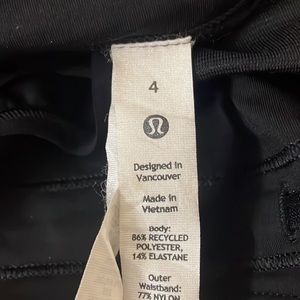 4
Designed in
Vancouver
Made in
Vietnam
Body:
86% RECYCLED
POLYESTER,
14% ELASTANE
Outer
Waistband:
77% NYLON